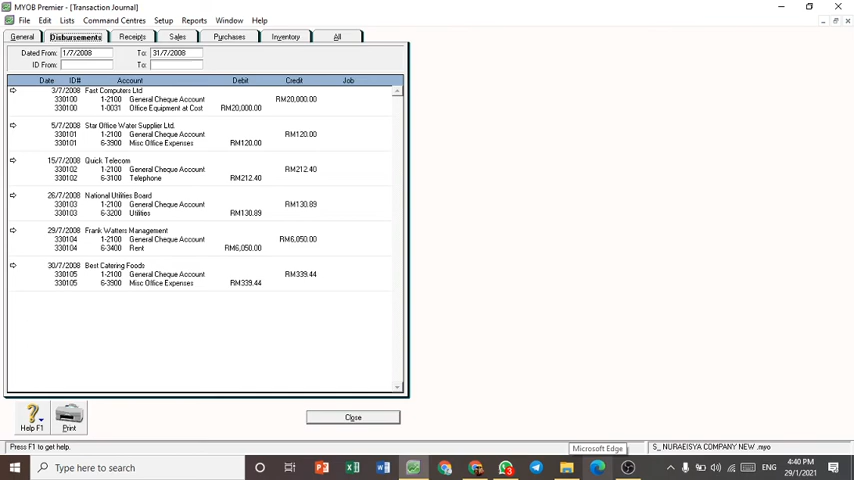 MYOB Premier - [Transaction Journal]
File Edit Lists Command Centres Setup Reports Window Help
General Disbursements Receipts Sales Purchases Inventory All
Dated From: 1/7/2008 To: 31/7/2008
ID From: To:
Date ID# Account Debit Credit Job
3/7/2008 Fast Computers Ltd
330100 1-2100 General Cheque Account RM20,000.00
330100 1-0031 Office Equipment at Cost RM20,000.00
5/7/2008 Star Office Water Supplier Ltd.
330101 1-2100 General Cheque Account RM120.00
330101 6-3900 Misc Office Expenses RM120.00
15/7/2008 Quick Telecom
330102 1-2100 General Cheque Account RM212.40
330102 6-3100 Telephone RM212.40
26/7/2008 National Utilities Board
330103 1-2100 General Cheque Account RM130.89
330103 6-3200 Utilities RM130.89
29/7/2008 Frank Watters Management
330104 1-2100 General Cheque Account RM6,050.00
330104 6-3400 Rent RM6,050.00
30/7/2008 Best Catering Foods
330105 1-2100 General Cheque Account RM339.44
330105 6-3900 Misc Office Expenses RM339.44
Help F1 Print Close
Press F1 to get help. Microsoft Edge S_ NURAEISYA COMPANY NEW .myo
Type here to search 3 ENG 4:40 PM
29/1/2021